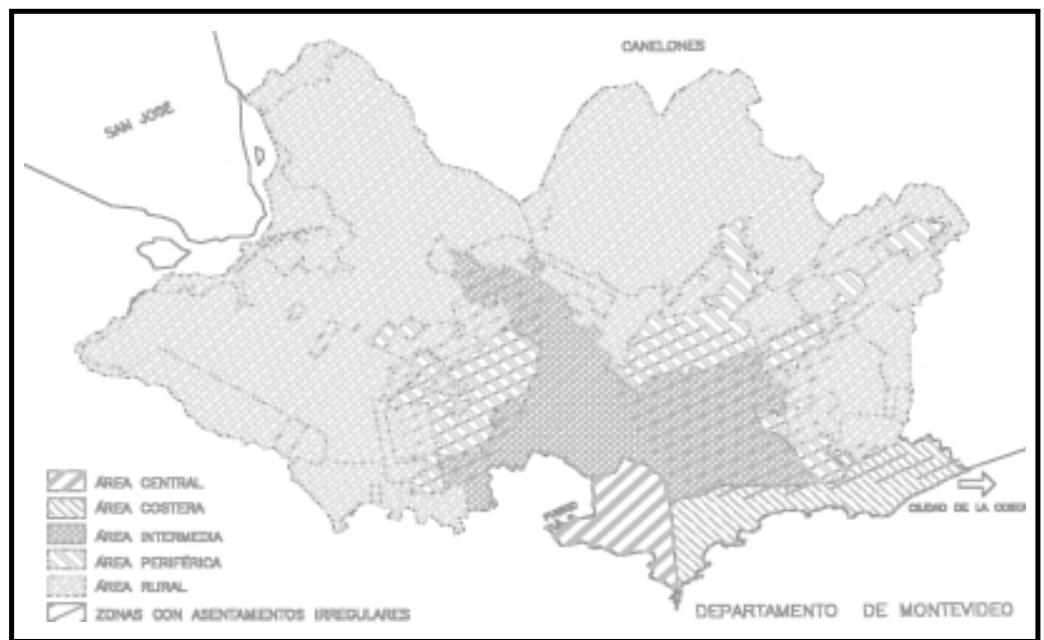 CANELONES
SAN JOSE
PUERTO
CIUDAD DE LA COSTA
ÁREA CENTRAL
ÁREA COSTERA
ÁREA INTERMEDIA
ÁREA PERIFÉRICA
ÁREA RURAL
ZONAS CON ASENTAMIENTOS IRREGULARES
DEPARTAMENTO DE MONTEVIDEO